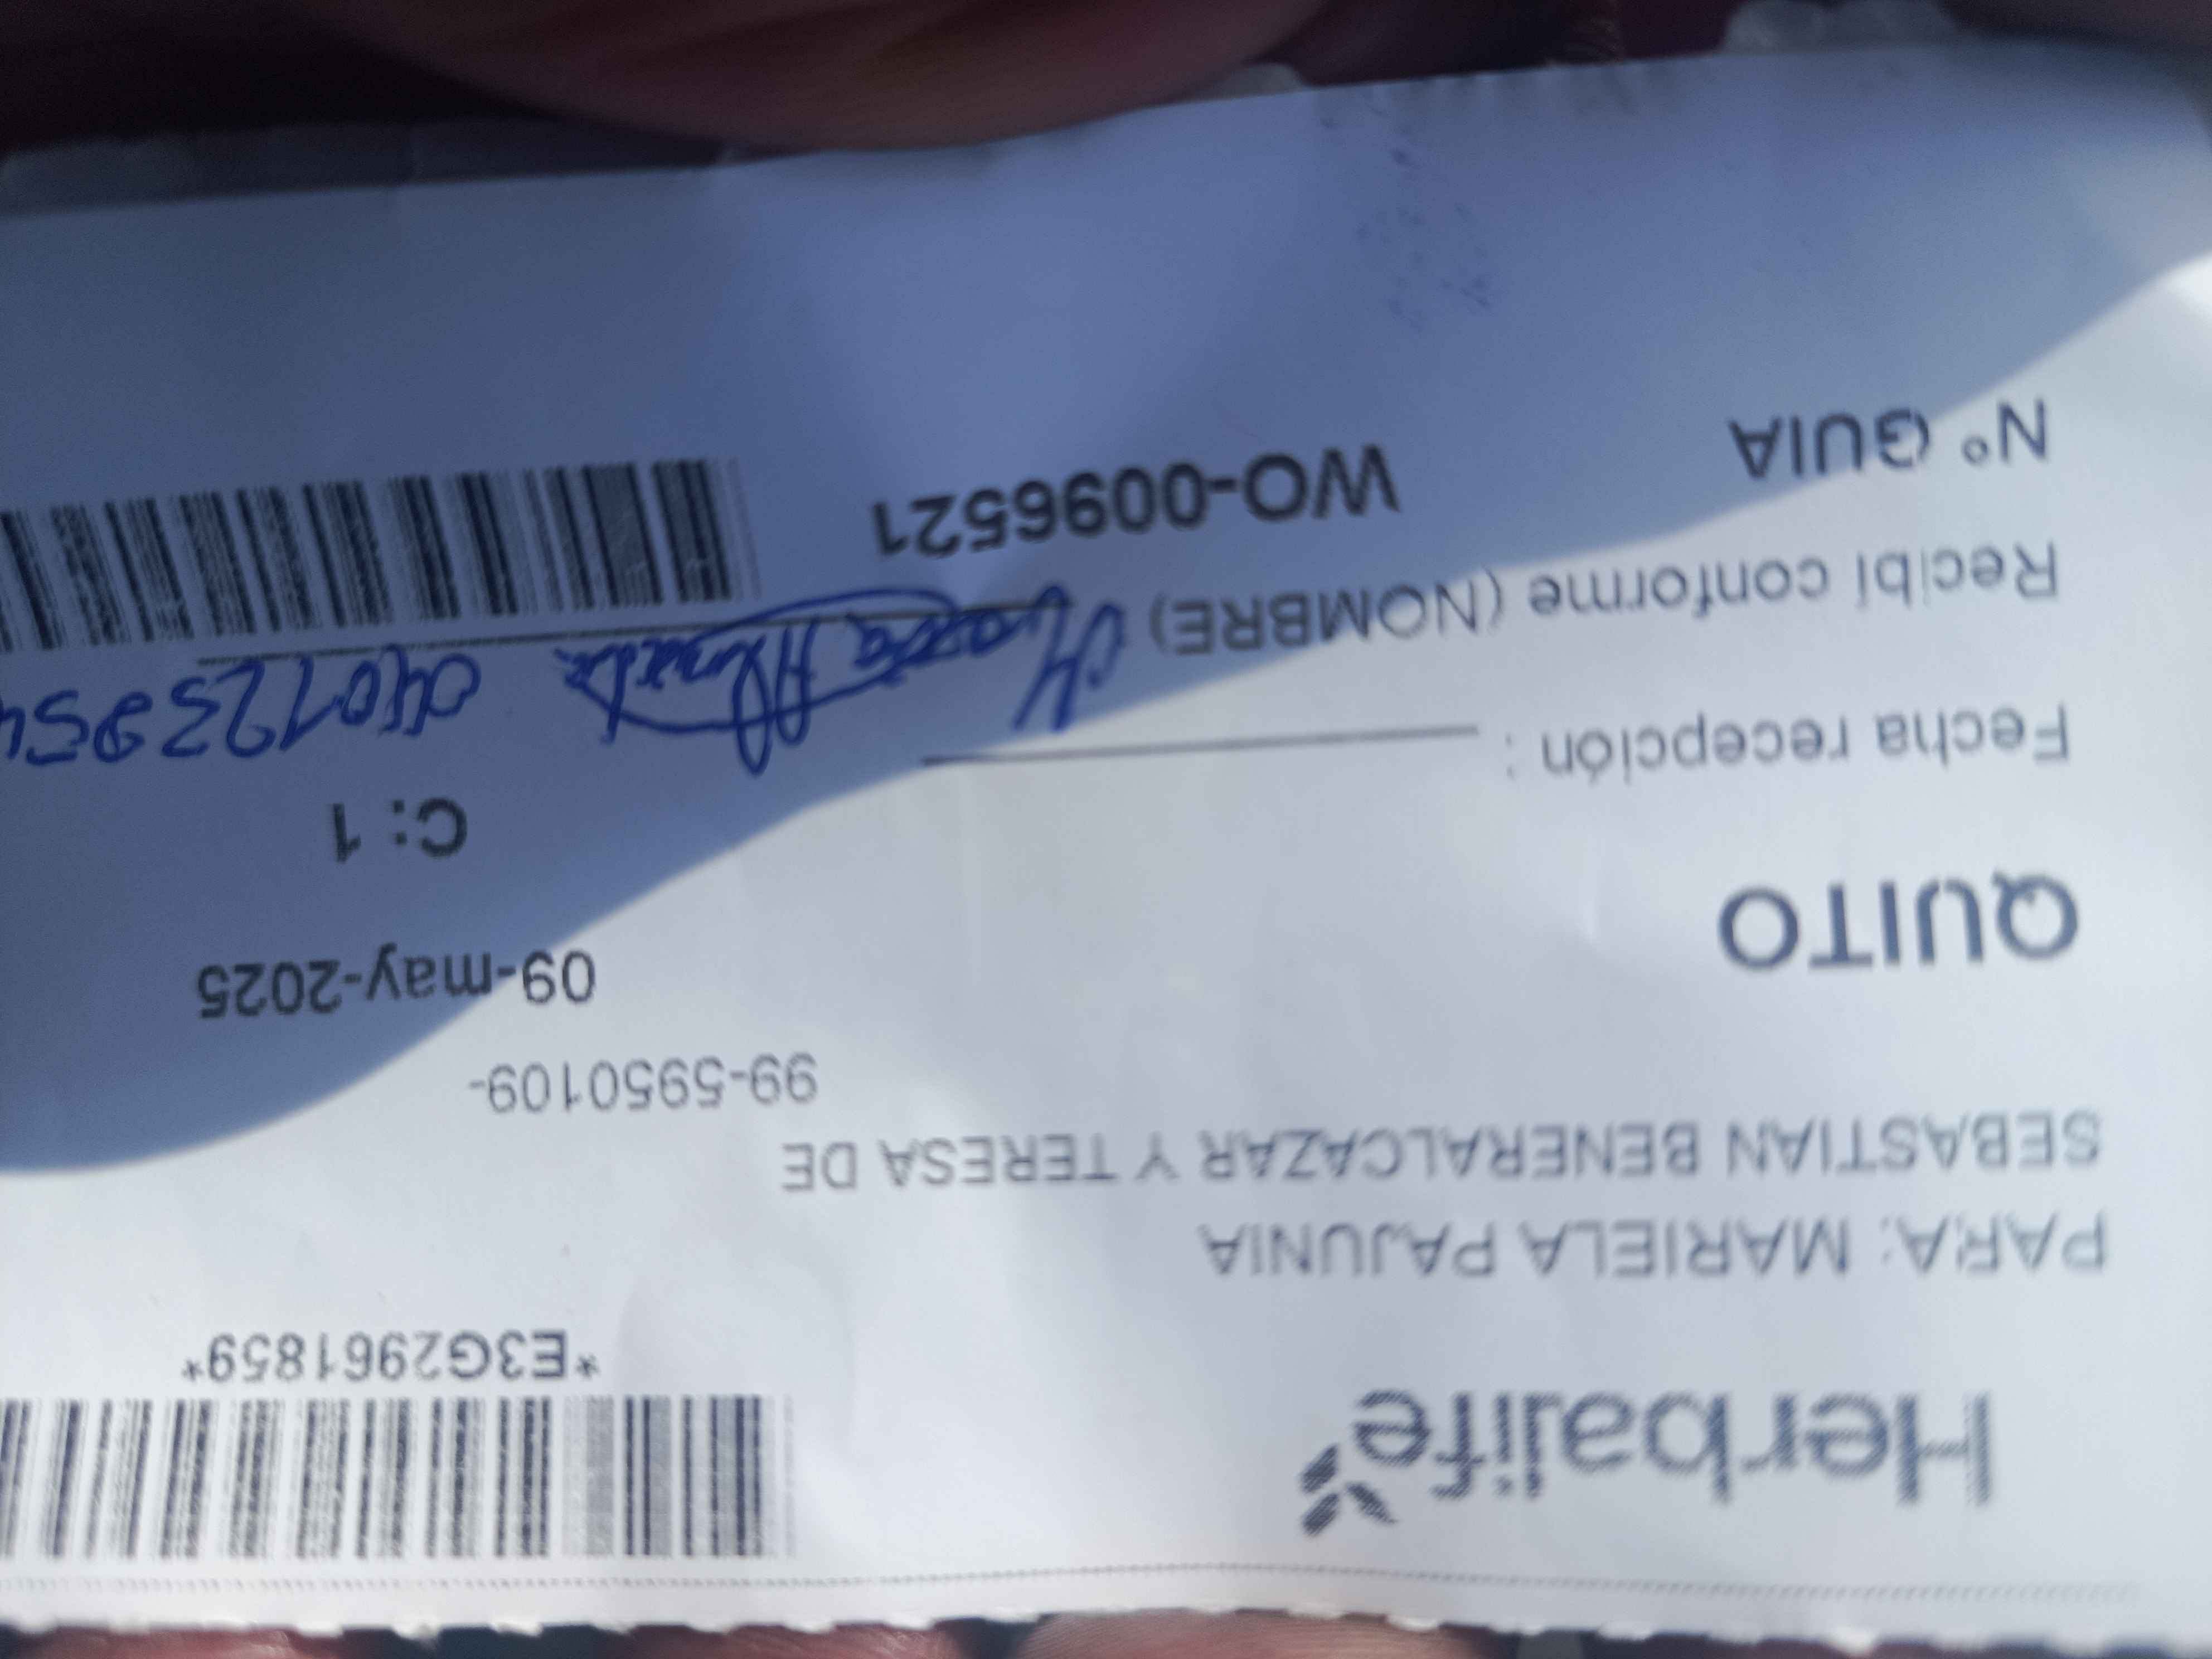 Herbalife
*E3G2961859*
PARA: MARIELA PAJUNIA
SEBASTIAN BENERALCAZAR Y TERESA DE
99-5950109-
QUITO
09-may-2025
C: 1
Fecha recepción :
Recibí conforme (NOMBRE)
N° GUIA
WO-0096521